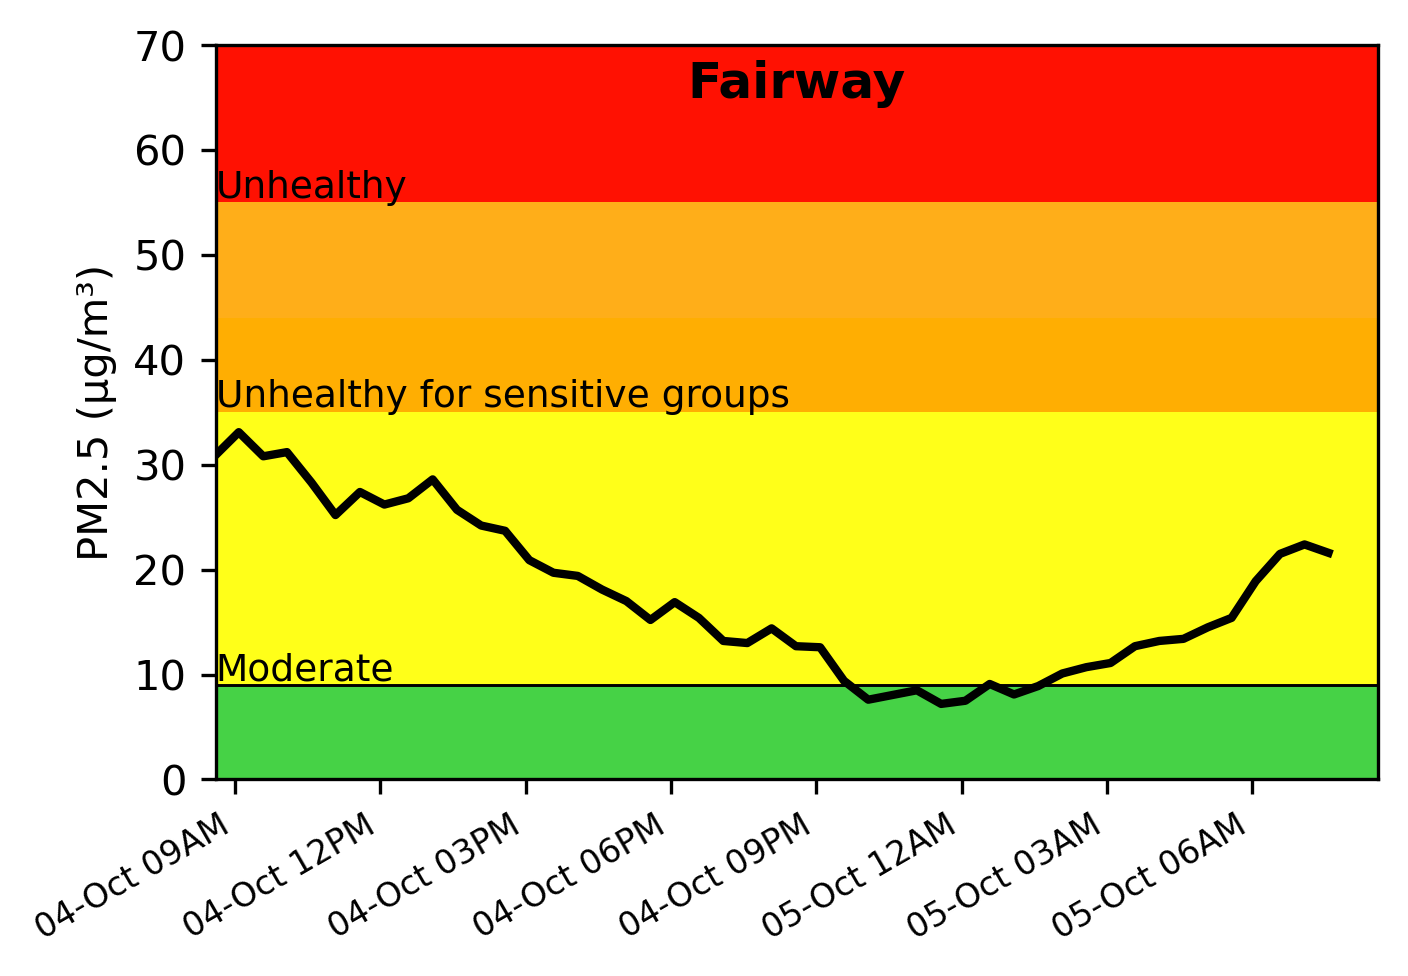 Fairway
PM2.5 (µg/m³)
70
60
50
40
30
20
10
0
Unhealthy
Unhealthy for sensitive groups
Moderate
04-Oct 09AM
04-Oct 12PM
04-Oct 03PM
04-Oct 06PM
04-Oct 09PM
05-Oct 12AM
05-Oct 03AM
05-Oct 06AM